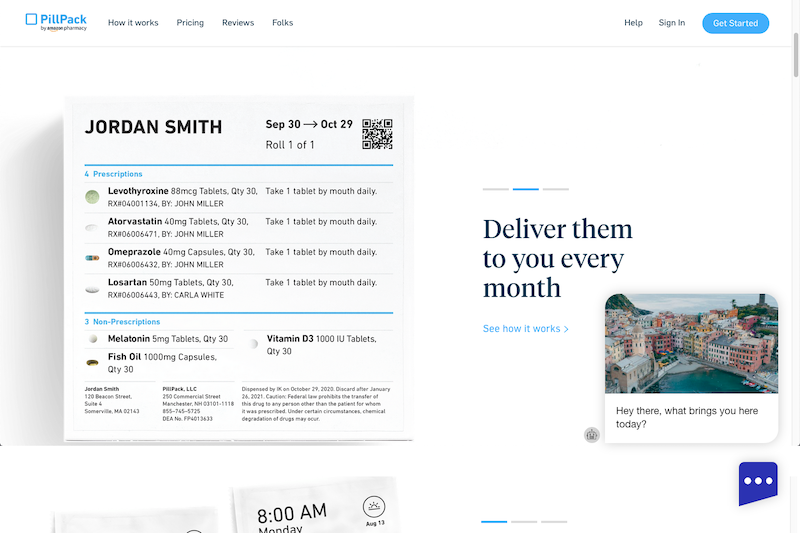 PillPack
by amazon pharmacy
How it works
Pricing
Reviews
Folks
Help
Sign In
Get Started
JORDAN SMITH
Sep 30 → Oct 29
Roll 1 of 1
4 Prescriptions
Levothyroxine 88mcg Tablets, Qty 30,
RX#04001134, BY: JOHN MILLER
Take 1 tablet by mouth daily.
Atorvastatin 40mg Tablets, Qty 30,
RX#06006471, BY: JOHN MILLER
Take 1 tablet by mouth daily.
Omeprazole 40mg Capsules, Qty 30,
RX#06006432, BY: JOHN MILLER
Take 1 tablet by mouth daily.
Losartan 50mg Tablets, Qty 30,
RX#06006443, BY: CARLA WHITE
Take 1 tablet by mouth daily.
3 Non-Prescriptions
Melatonin 5mg Tablets, Qty 30
Fish Oil 1000mg Capsules,
Qty 30
Vitamin D3 1000 IU Tablets,
Qty 30
Jordan Smith
120 Beacon Street,
Suite 4
Somerville, MA 02143
PillPack, LLC
250 Commercial Street
Manchester, NH 03101-1118
855-745-5725
DEA No. FP4013633
Dispensed by IK on October 29, 2020. Discard after January
26, 2021. Caution: Federal law prohibits the transfer of
this drug to any person other than the patient for whom
it was prescribed. Under certain circumstances, chemical
degradation of drugs may occur.
Deliver them
to you every
month
See how it works >
Hey there, what brings you here
today?
8:00 AM
Monday
Aug 13